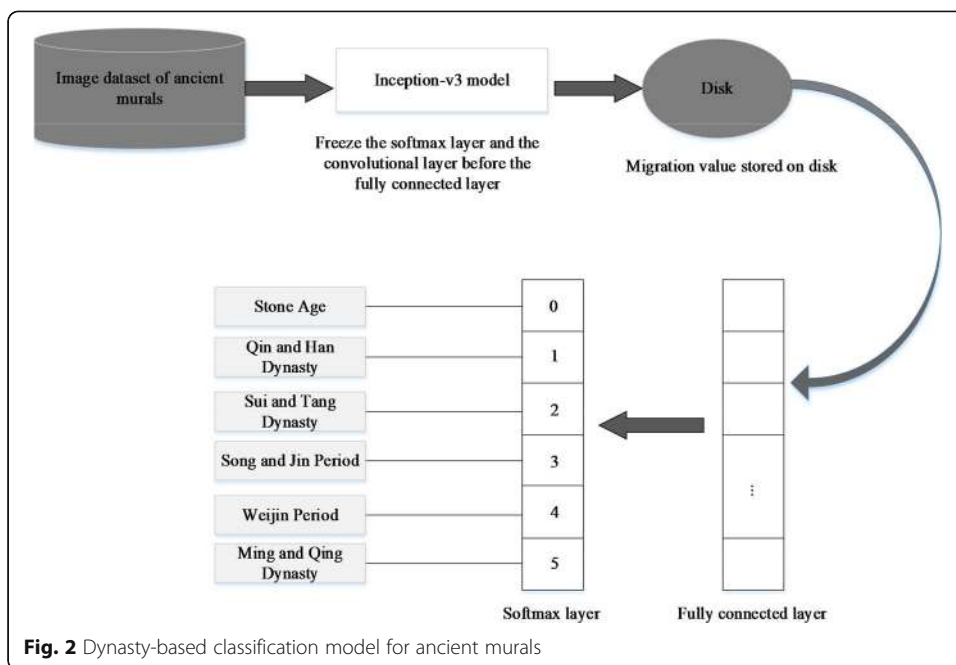 Image dataset of ancient
murals
Inception-v3 model
Disk
Freeze the softmax layer and the
convolutional layer before the
fully connected layer
Migration value stored on disk
Stone Age
0
Qin and Han
Dynasty
1
Sui and Tang
Dynasty
2
Song and Jin Period
3
...
Weijin Period
4
Ming and Qing
Dynasty
5
Softmax layer
Fully connected layer
Fig. 2 Dynasty-based classification model for ancient murals